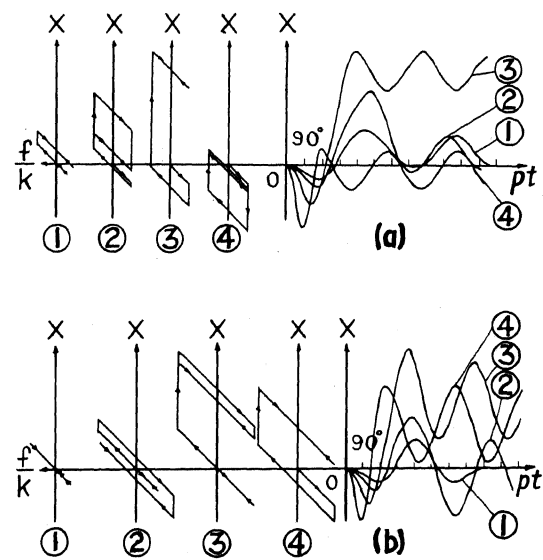 X X X X X
③
②
①
90°
f/k
0
pt
④
① ② ③ ④
(a)
X X X X X
④
③
②
90°
f/k
0
pt
①
① ② ③ ④
(b)